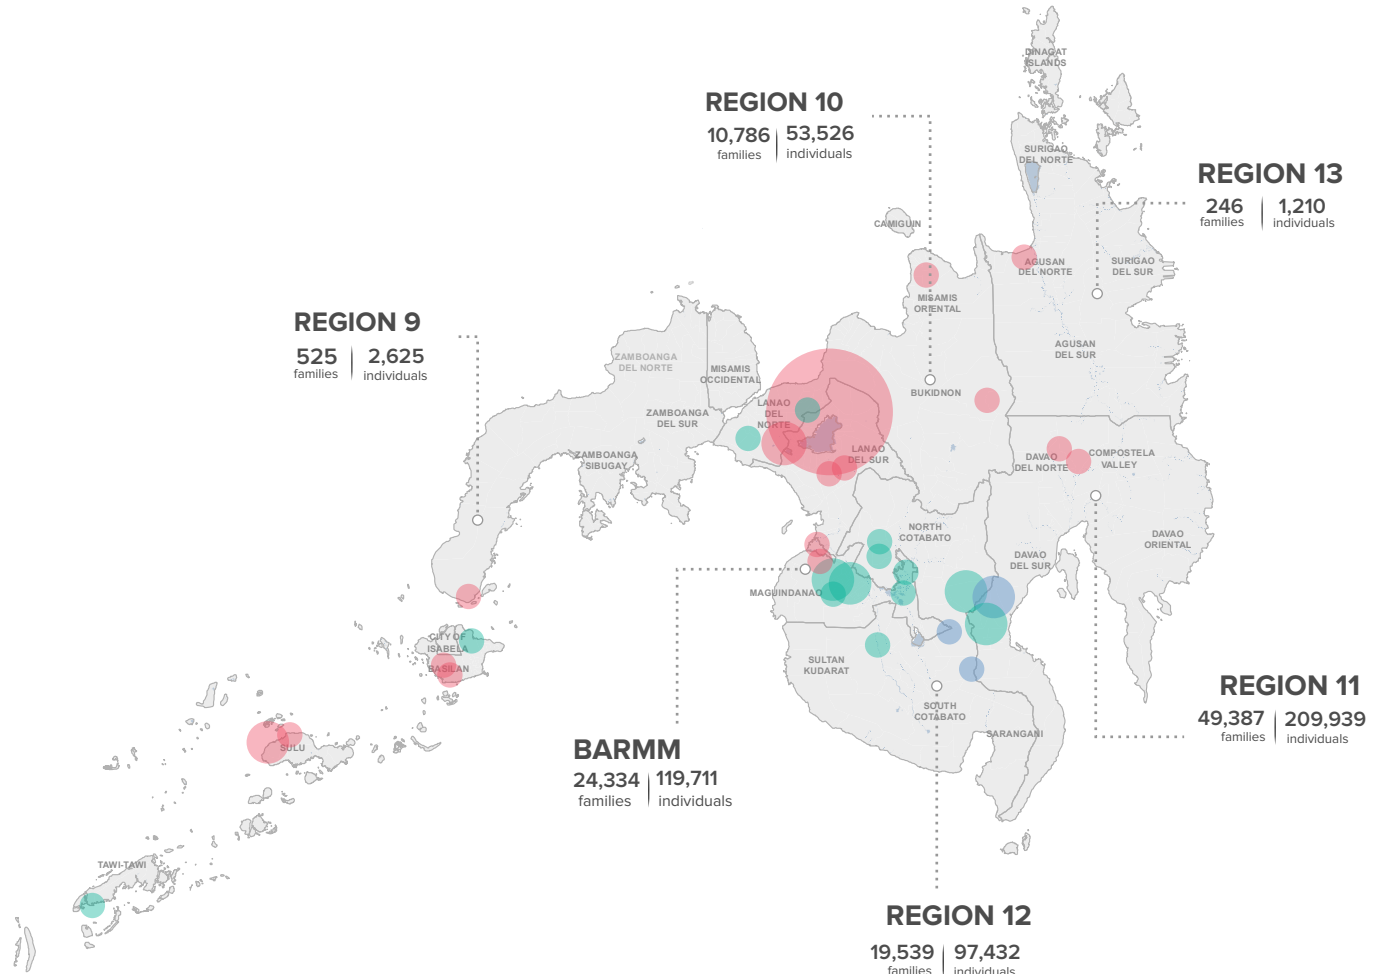 DINAGAT
ISLANDS
REGION 10
10,786 53,526
families individuals
SURIGAO
DEL NORTE
REGION 13
246 1,210
families individuals
CAMIGUIN
AGUSAN
DEL NORTE
SURIGAO
DEL SUR
MISAMIS
ORIENTAL
REGION 9
525 2,625
families individuals
ZAMBOANGA
DEL NORTE
MISAMIS
OCCIDENTAL
AGUSAN
DEL SUR
BUKIDNON
LANAO
DEL
NORTE
ZAMBOANGA
DEL SUR
LANAO
DEL SUR
ZAMBOANGA
SIBUGAY
DAVAO
DEL NORTE
COMPOSTELA
VALLEY
NORTH
COTABATO
DAVAO
ORIENTAL
DAVAO
DEL SUR
MAGUINDANAO
CITY OF
ISABELA
BASILAN
SULTAN
KUDARAT
REGION 11
49,387 209,939
families individuals
SOUTH
COTABATO
SARANGANI
SULU
BARMM
24,334 119,711
families individuals
TAWI-TAWI
REGION 12
19,539 97,432
families individuals